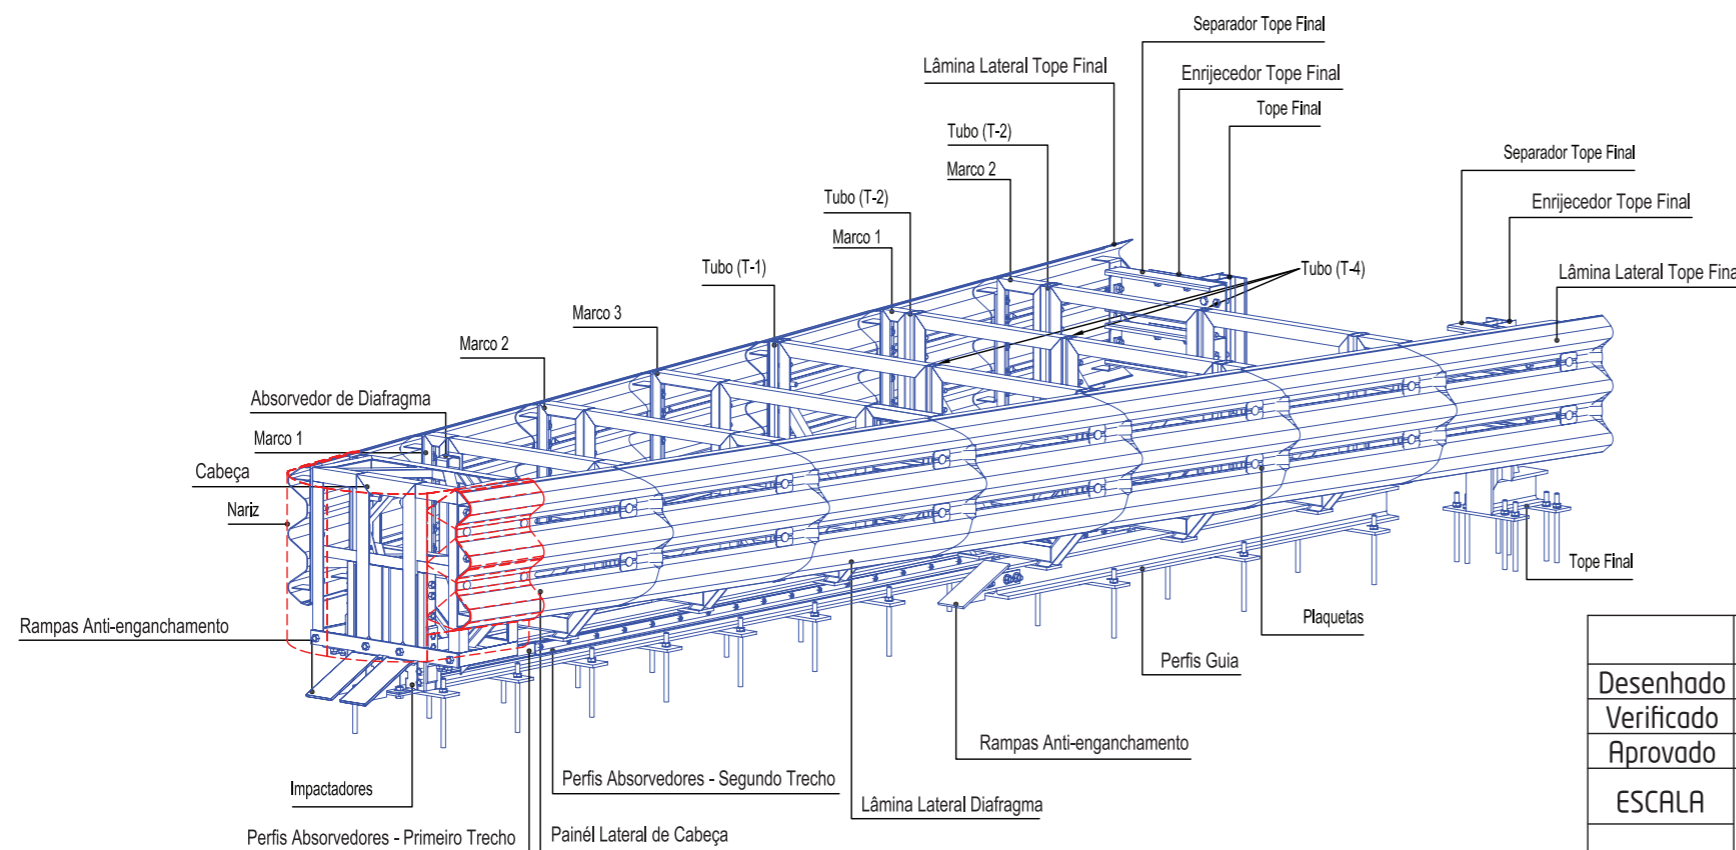 Separador Tope Final
Lâmina Lateral Tope Final
Enrijecedor Tope Final
Tope Final
Tubo (T-2)
Marco 2
Separador Tope Final
Tubo (T-2)
Enrijecedor Tope Final
Marco 1
Tubo (T-1)
Tubo (T-4)
Lâmina Lateral Tope Fina
Marco 3
Marco 2
Absorvedor de Diafragma
Marco 1
Cabeça
Nariz
Tope Final
Plaquetas
Rampas Anti-enganchamento
Perfis Guia
Rampas Anti-enganchamento
Perfis Absorvedores - Segundo Trecho
Impactadores
Lâmina Lateral Diafragma
Perfis Absorvedores - Primeiro Trecho
Painél Lateral de Cabeça
Desenhado
Verificado
Aprovado
ESCALA